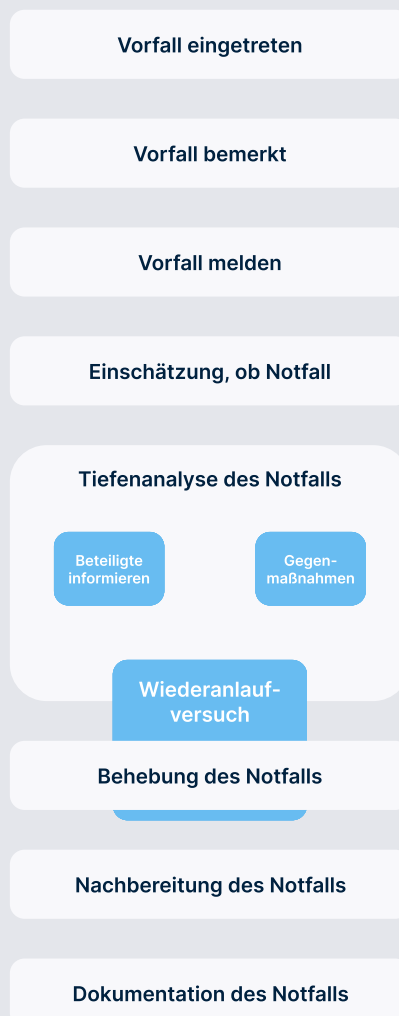 Vorfall eingetreten
Vorfall bemerkt
Vorfall melden
Einschätzung, ob Notfall
Tiefenanalyse des Notfalls
Beteiligte
informieren
Gegen-
maßnahmen
Wiederanlauf-
versuch
Behebung des Notfalls
Nachbereitung des Notfalls
Dokumentation des Notfalls